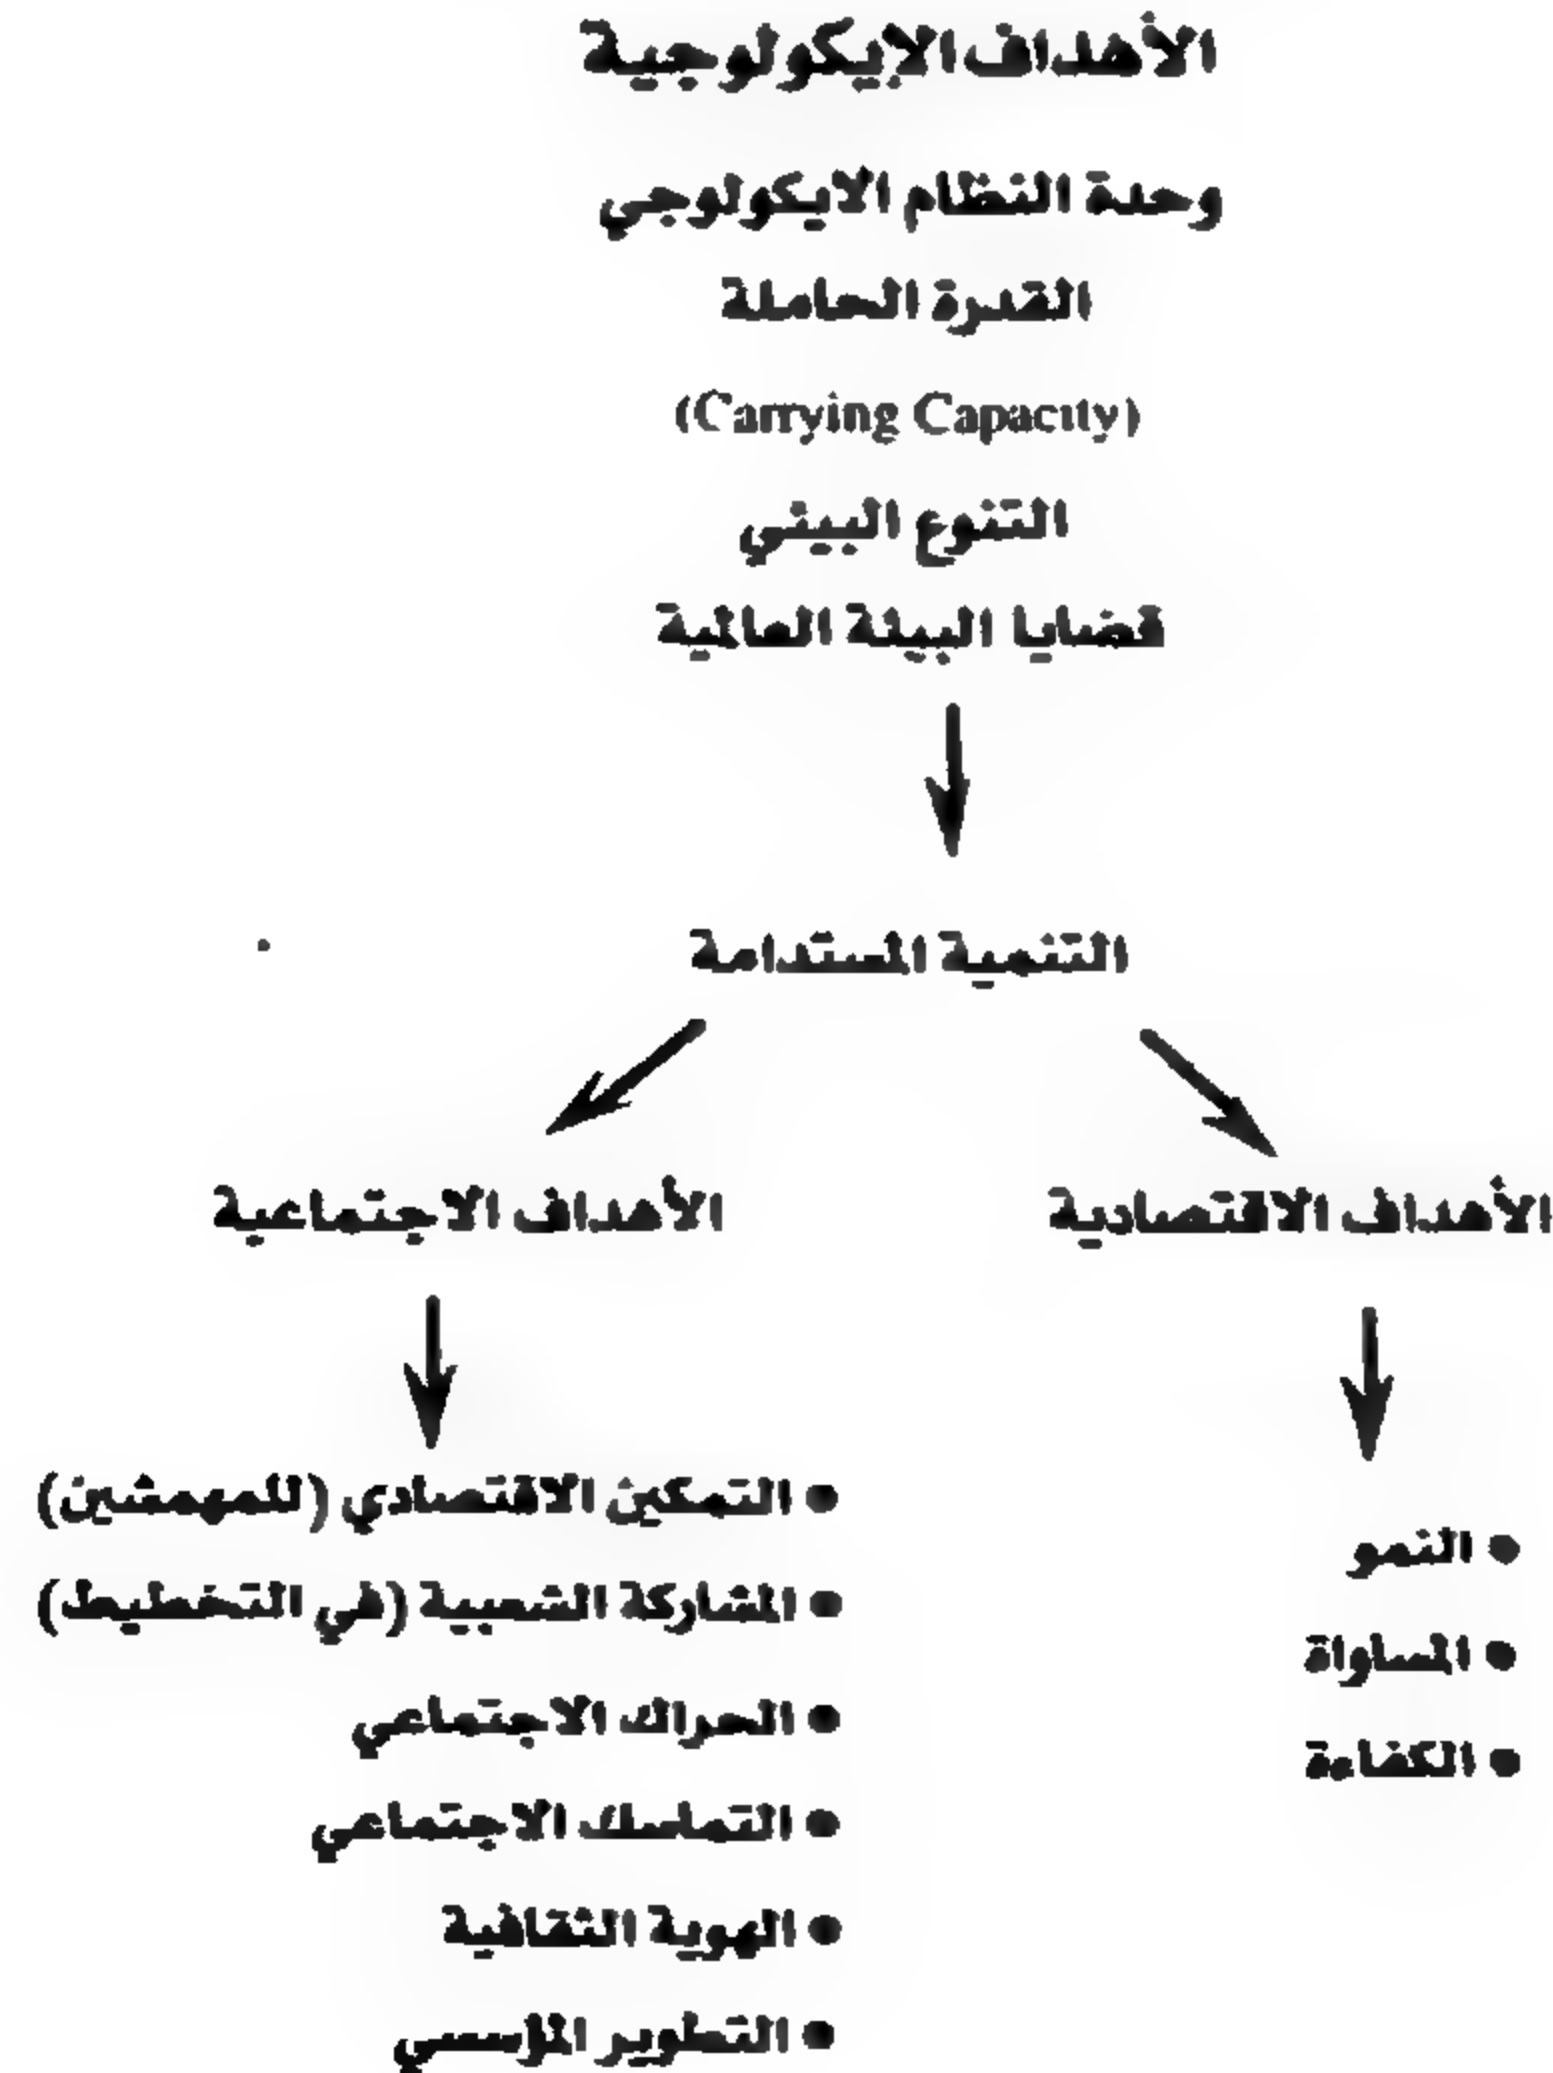 الأهداف الإيكولوجية
وحدة النظام الايكولوجي
القدرة الحاملة
(Carrying Capacity)
التنوع البيئي
قضايا البيئة العالمية
التنمية المستدامة
الأهداف الاقتصادية
الأهداف الاجتماعية
• النمو
• المساواة
• الكفاءة
• التمكين الاقتصادي (للمهمشين)
• المشاركة الشعبية (في التخطيط)
• الحراك الاجتماعي
• التماسك الاجتماعي
• الهوية الثقافية
• التطوير المؤسسي